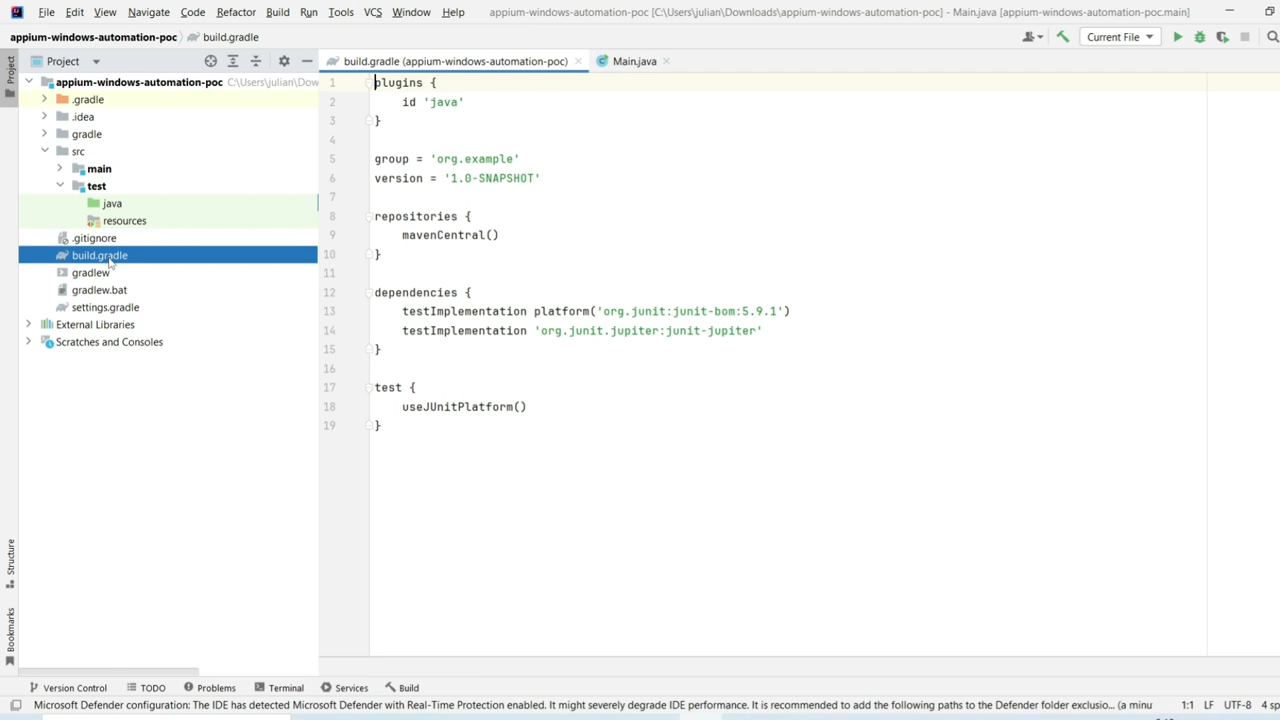 File Edit View Navigate Code Refactor Build Run Tools VCS Window Help appium-windows-automation-poc [C:\Users\julian\Downloads\appium-windows-automation-poc] - Main.java [appium-windows-automation-poc.main]
appium-windows-automation-poc build.gradle Current File
Project build.gradle (appium-windows-automation-poc) Main.java
appium-windows-automation-poc C:\Users\julian\Dow
.gradle
.idea
gradle
src
main
test
java
resources
.gitignore
build.gradle
gradlew
gradlew.bat
settings.gradle
External Libraries
Scratches and Consoles
1 plugins {
2 id 'java'
3 }
4
5 group = 'org.example'
6 version = '1.0-SNAPSHOT'
7
8 repositories {
9 mavenCentral()
10 }
11
12 dependencies {
13 testImplementation platform('org.junit:junit-bom:5.9.1')
14 testImplementation 'org.junit.jupiter:junit-jupiter'
15 }
16
17 test {
18 useJUnitPlatform()
19 }
Project
Structure
Bookmarks
Version Control TODO Problems Terminal Services Build
Microsoft Defender configuration: The IDE has detected Microsoft Defender with Real-Time Protection enabled. It might severely degrade IDE performance. It is recommended to add the following paths to the Defender folder exclusio... (a minu 1:1 LF UTF-8 4 sp